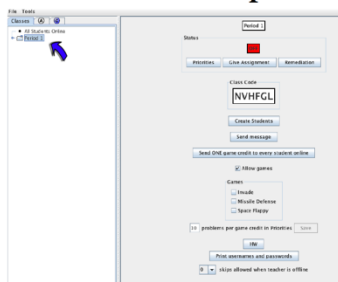 File Tools
Classes
All Students Online
Period 1
Period 1
Status
Priorities Give Assignment Remediation
Class Code
NVHFGL
Create Students
Send message
Send ONE game credit to every student online
Allow games
Games
Invade
Missile Defense
Space Flappy
problems per game credit in Priorities Save
Print usernames and passwords
0 skips allowed when teacher is offline